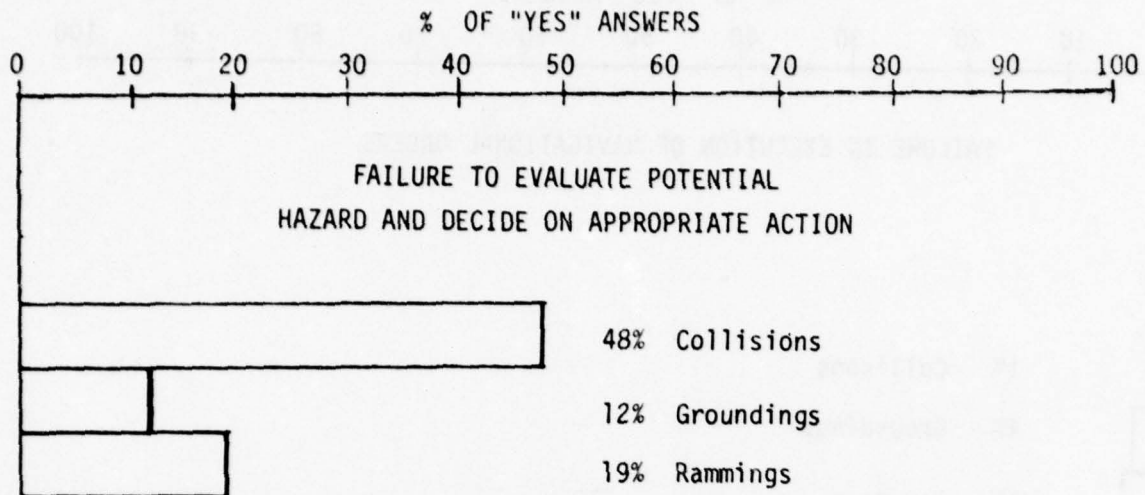 % OF "YES" ANSWERS
0 10 20 30 40 50 60 70 80 90 100
FAILURE TO EVALUATE POTENTIAL
HAZARD AND DECIDE ON APPROPRIATE ACTION
48% Collisions
12% Groundings
19% Rammings